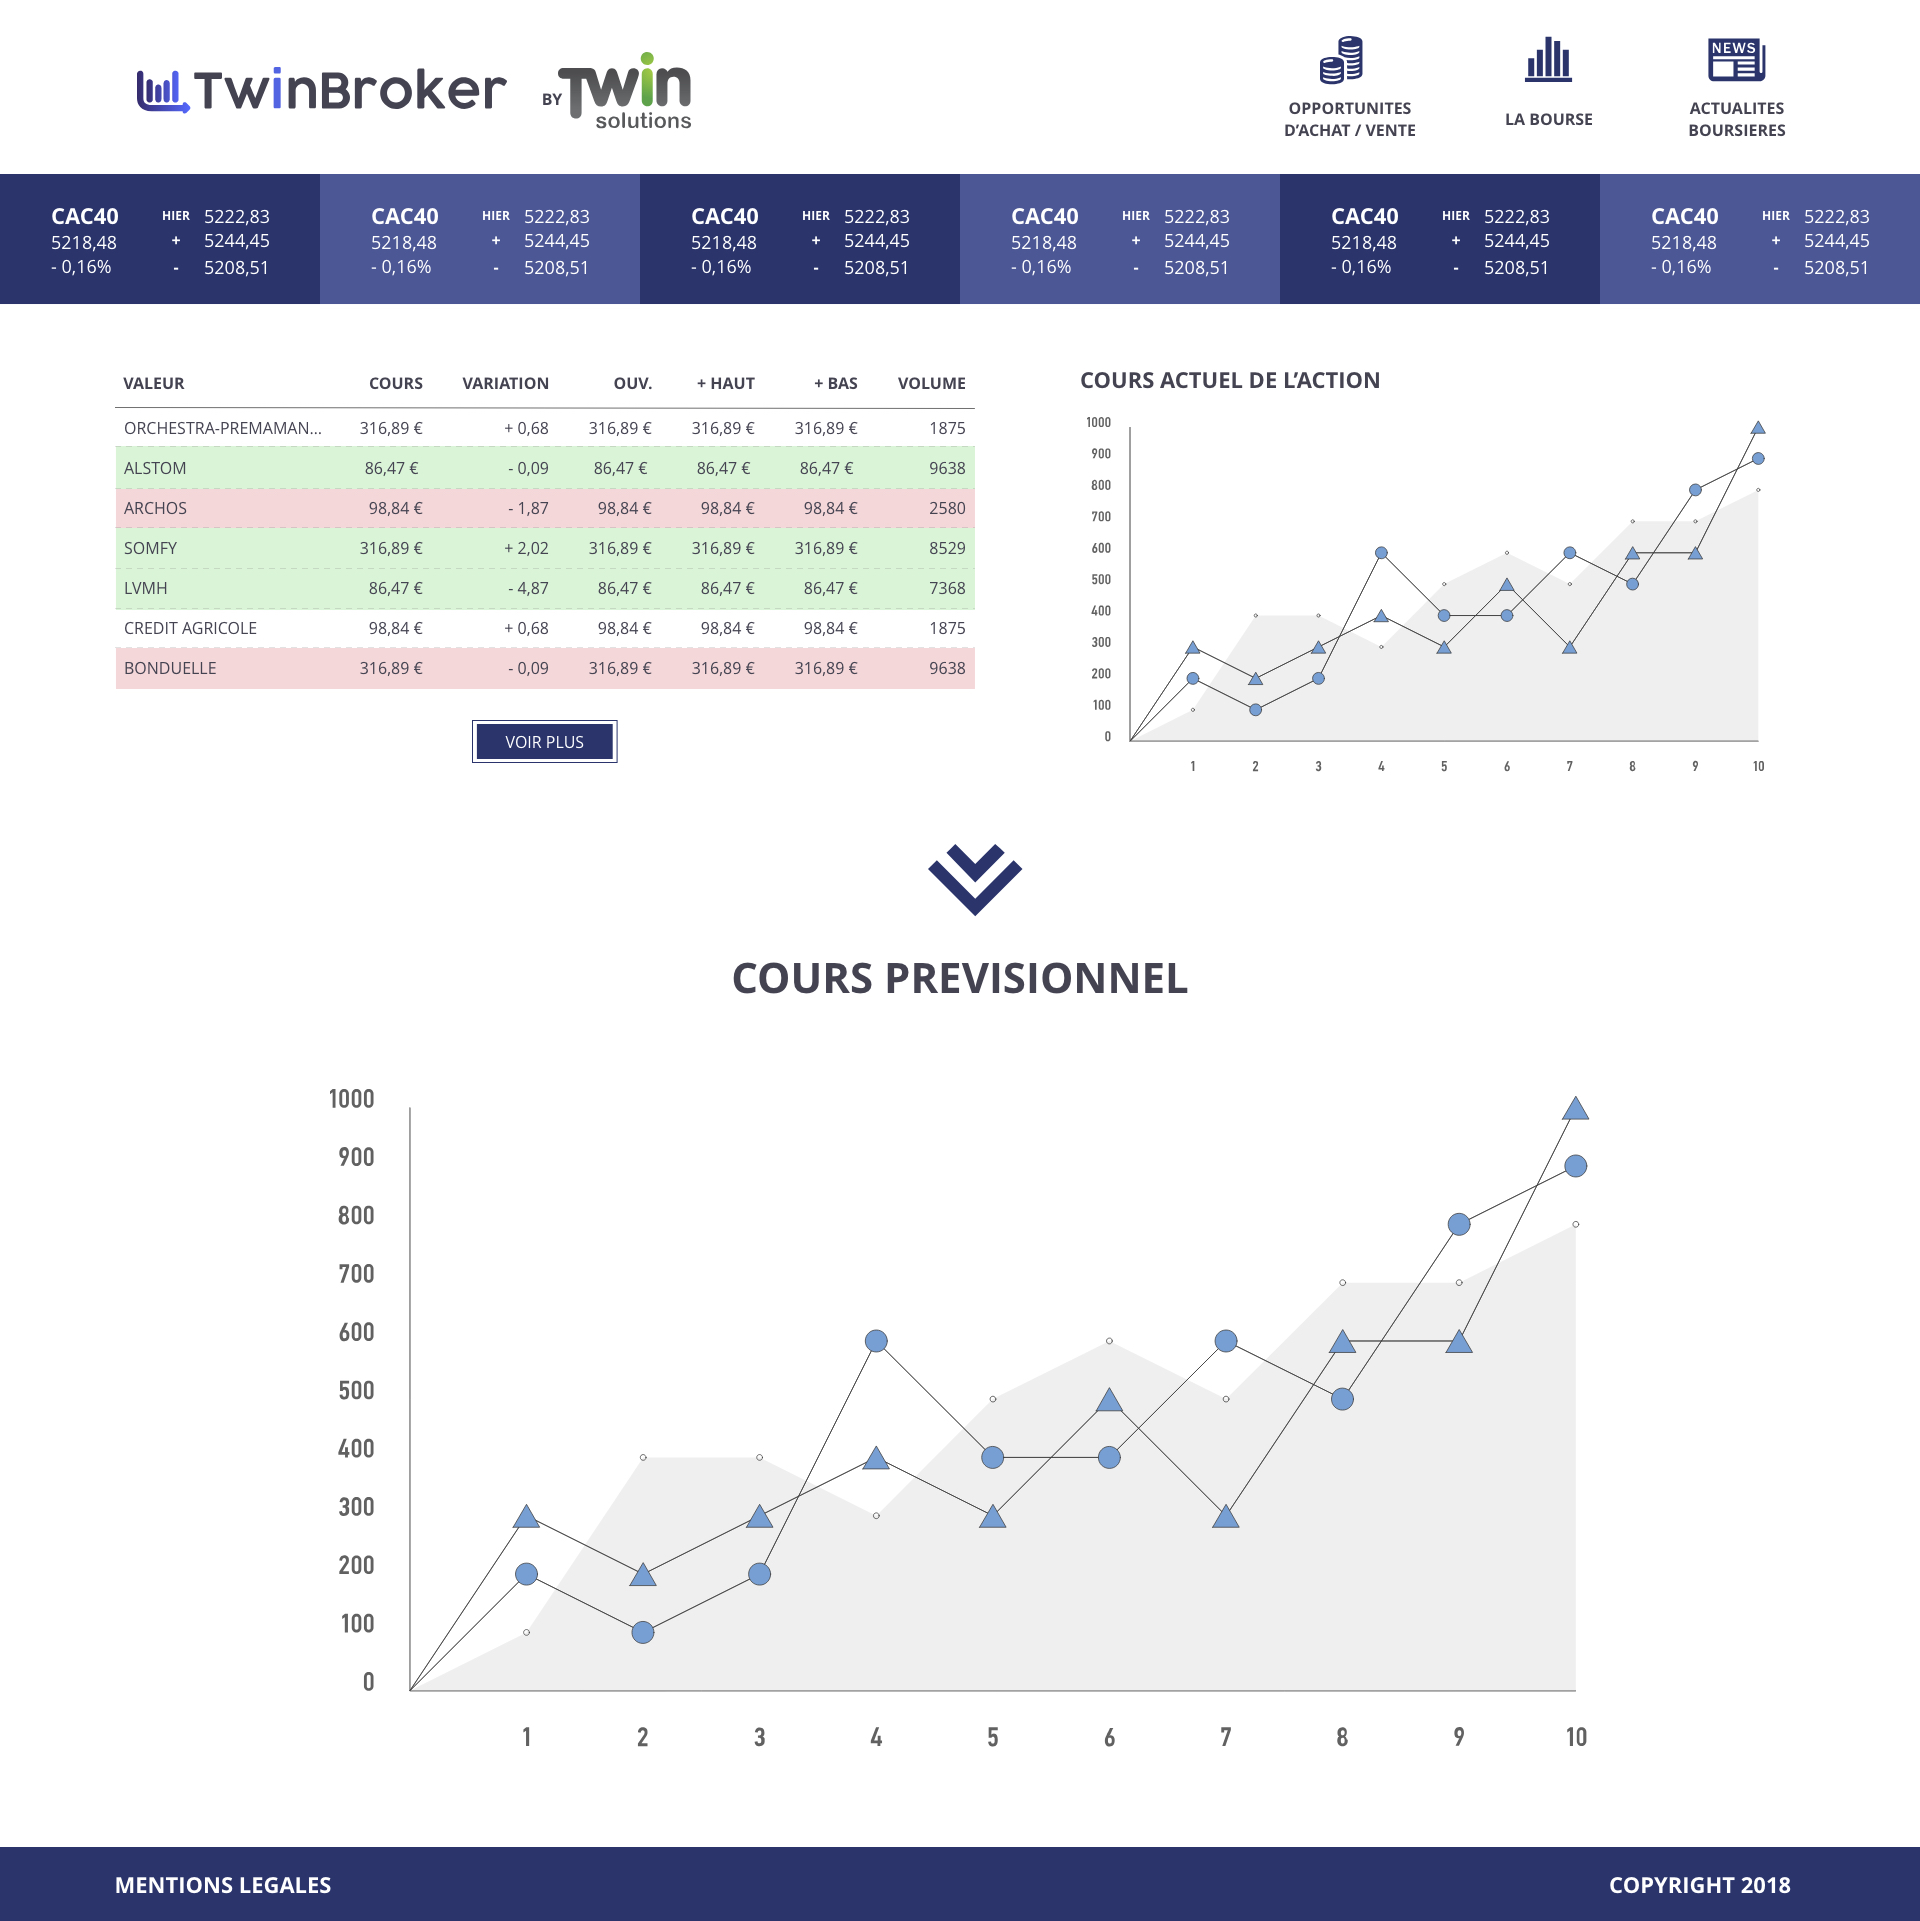 TwinBroker BY Twin solutions
OPPORTUNITES
D'ACHAT / VENTE
LA BOURSE
NEWS
ACTUALITES
BOURSIERES
CAC40 HIER 5222,83
5218,48 + 5244,45
- 0,16% - 5208,51
CAC40 HIER 5222,83
5218,48 + 5244,45
- 0,16% - 5208,51
CAC40 HIER 5222,83
5218,48 + 5244,45
- 0,16% - 5208,51
CAC40 HIER 5222,83
5218,48 + 5244,45
- 0,16% - 5208,51
CAC40 HIER 5222,83
5218,48 + 5244,45
- 0,16% - 5208,51
CAC40 HIER 5222,83
5218,48 + 5244,45
- 0,16% - 5208,51
VALEUR COURS VARIATION OUV. + HAUT + BAS VOLUME
ORCHESTRA-PREMAMAN... 316,89 € + 0,68 316,89 € 316,89 € 316,89 € 1875
ALSTOM 86,47 € - 0,09 86,47 € 86,47 € 86,47 € 9638
ARCHOS 98,84 € - 1,87 98,84 € 98,84 € 98,84 € 2580
SOMFY 316,89 € + 2,02 316,89 € 316,89 € 316,89 € 8529
LVMH 86,47 € - 4,87 86,47 € 86,47 € 86,47 € 7368
CREDIT AGRICOLE 98,84 € + 0,68 98,84 € 98,84 € 98,84 € 1875
BONDUELLE 316,89 € - 0,09 316,89 € 316,89 € 316,89 € 9638
VOIR PLUS
COURS ACTUEL DE L'ACTION
1000
900
800
700
600
500
400
300
200
100
0
1 2 3 4 5 6 7 8 9 10
COURS PREVISIONNEL
1000
900
800
700
600
500
400
300
200
100
0
1 2 3 4 5 6 7 8 9 10
MENTIONS LEGALES
COPYRIGHT 2018